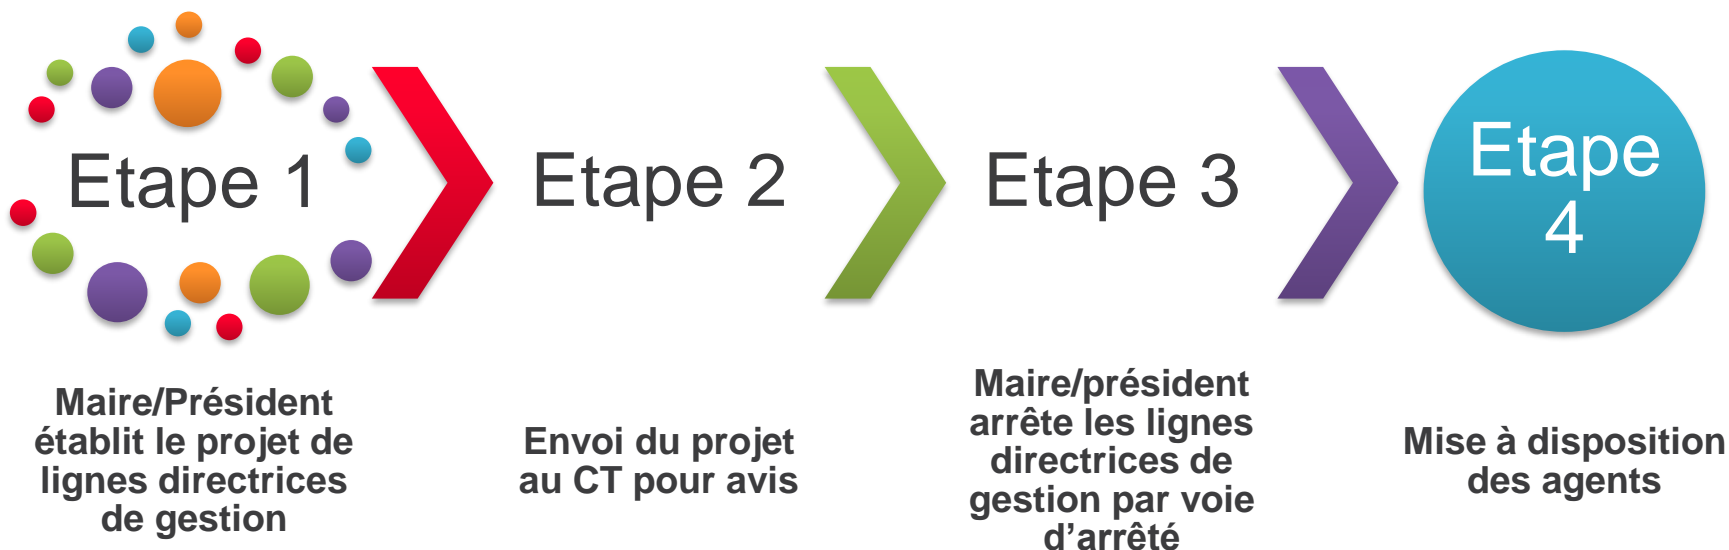 Etape 1
Maire/Président
établit le projet de
lignes directrices
de gestion
Etape 2
Envoi du projet
au CT pour avis
Etape 3
Maire/président
arrête les lignes
directrices de
gestion par voie
d’arrêté
Etape
4
Mise à disposition
des agents